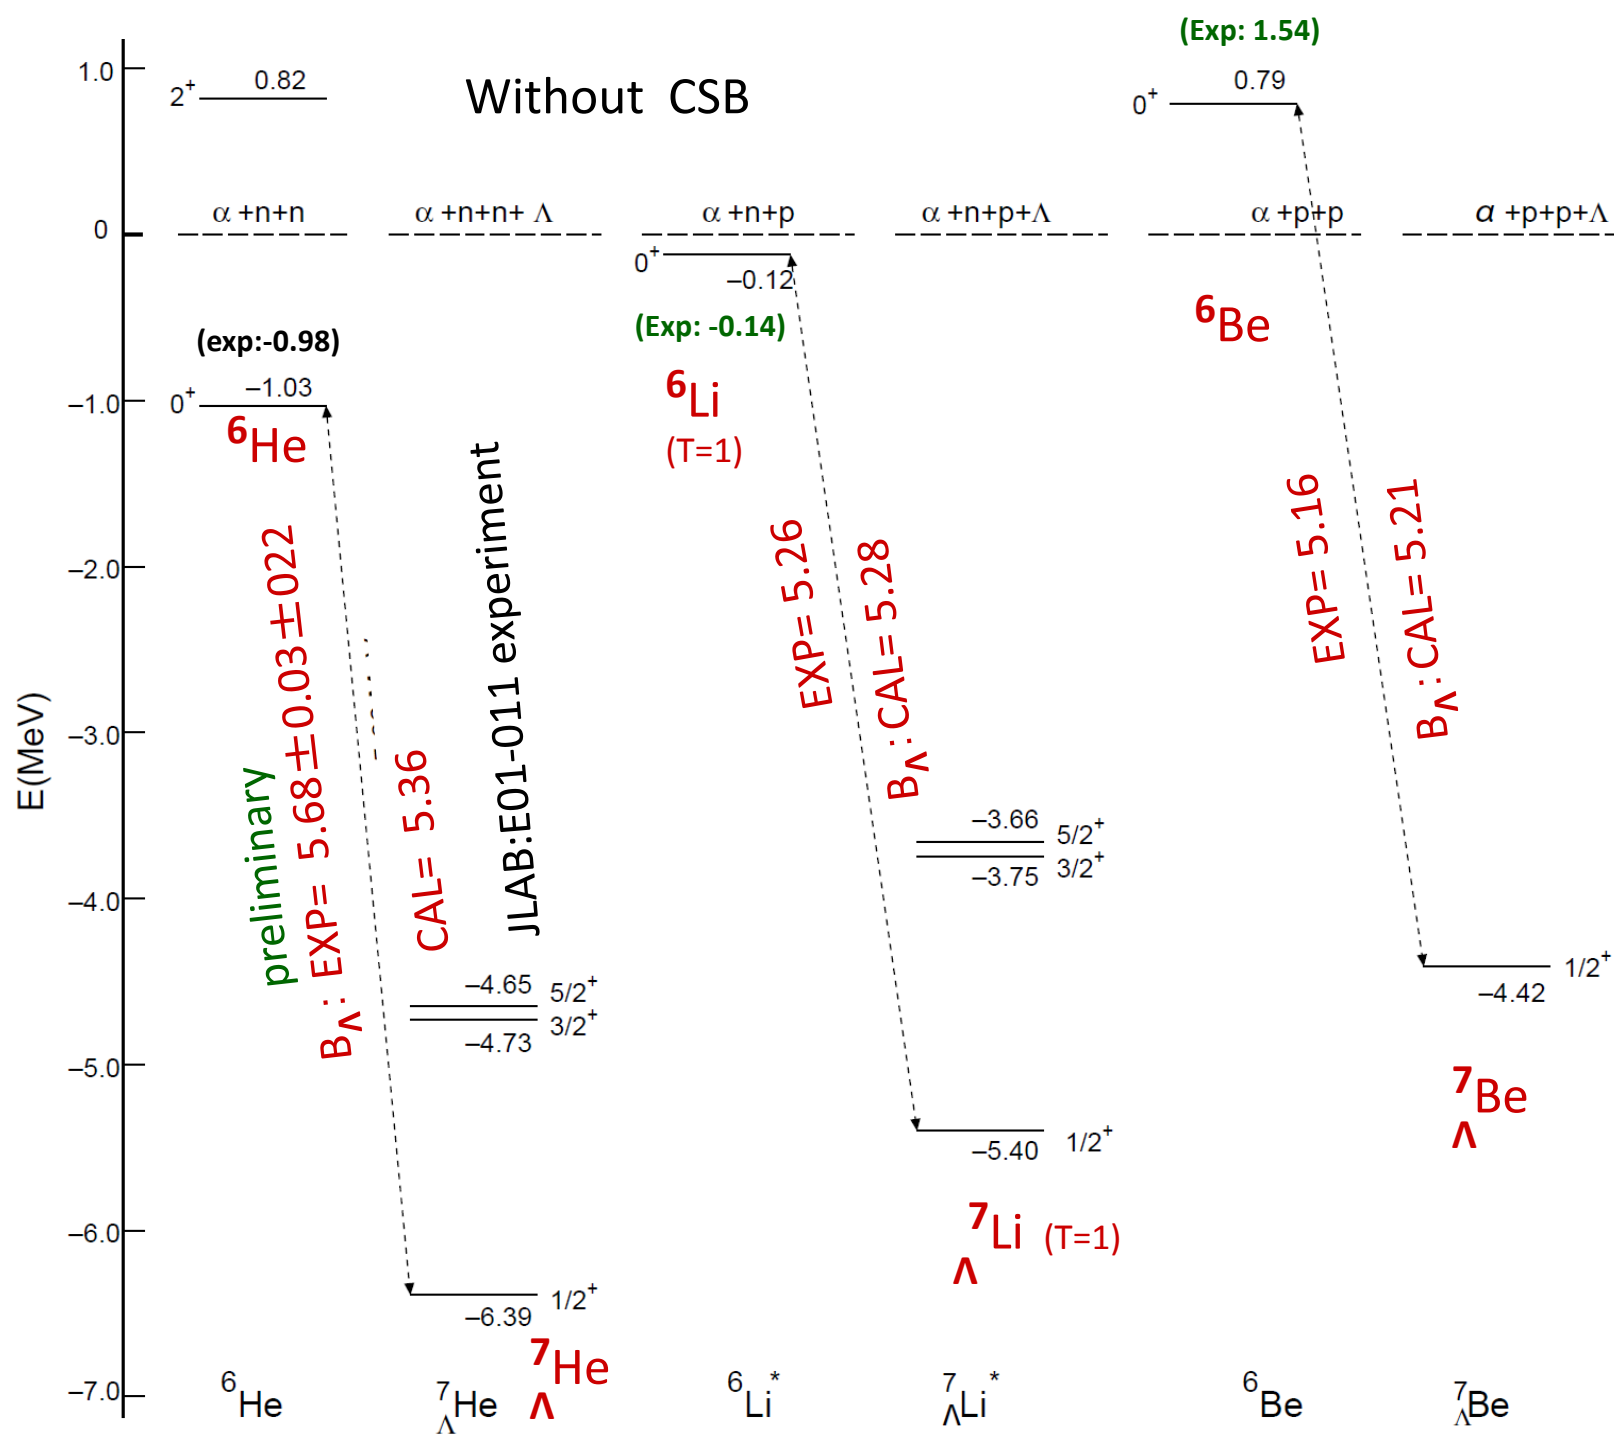 (Exp: 1.54)
1.0
2+
0.82
Without CSB
0+
0.79
0
α+n+n
α+n+n+ Λ
α+n+p
α+n+p+Λ
α+p+p
α+p+p+Λ
0+
–0.12
(Exp: -0.14)
6Be
(exp:-0.98)
–1.0
0+
–1.03
6He
6Li
(T=1)
–2.0
–3.0
–4.0
–5.0
–6.0
–7.0
E(MeV)
preliminary
BΛ: EXP= 5.68±0.03±022
CAL= 5.36
JLAB:E01-011 experiment
EXP= 5.26
BΛ:CAL= 5.28
EXP= 5.16
BΛ:CAL= 5.21
–3.66
5/2+
–3.75
3/2+
–4.65
5/2+
–4.73
3/2+
–4.42
1/2+
7ΛBe
–5.40
1/2+
7ΛLi (T=1)
–6.39
1/2+
7ΛHe
6He
7ΛHe
6Li*
7ΛLi*
6Be
7ΛBe